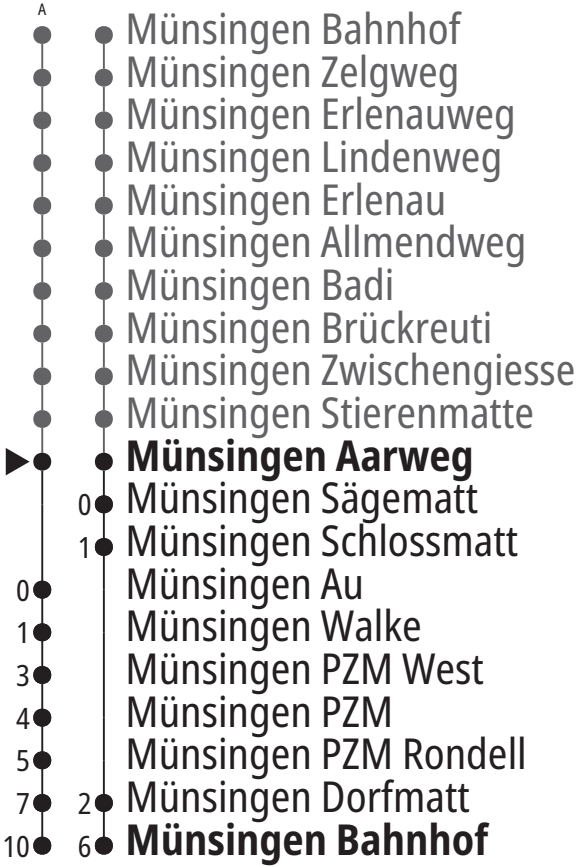 A
Münsingen Bahnhof
Münsingen Zelgweg
Münsingen Erlenauweg
Münsingen Lindenweg
Münsingen Erlenau
Münsingen Allmendweg
Münsingen Badi
Münsingen Brückreuti
Münsingen Zwischengiesse
Münsingen Stierenmatte
Münsingen Aarweg
0 Münsingen Sägematt
1 Münsingen Schlossmatt
0 Münsingen Au
1 Münsingen Walke
3 Münsingen PZM West
4 Münsingen PZM
5 Münsingen PZM Rondell
7 2 Münsingen Dorfmatt
10 6 Münsingen Bahnhof